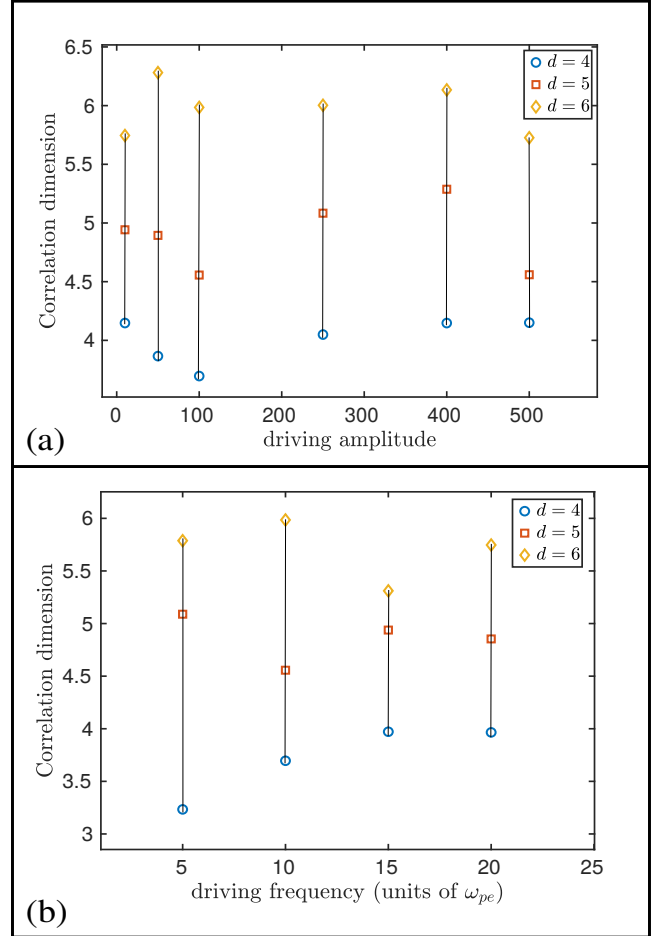 6.5
6
5.5
5
4.5
4
Correlation dimension
d = 4
d = 5
d = 6
0 100 200 300 400 500
driving amplitude
(a)
6
5.5
5
4.5
4
3.5
3
Correlation dimension
d = 4
d = 5
d = 6
5 10 15 20 25
driving frequency (units of ω_{pe})
(b)